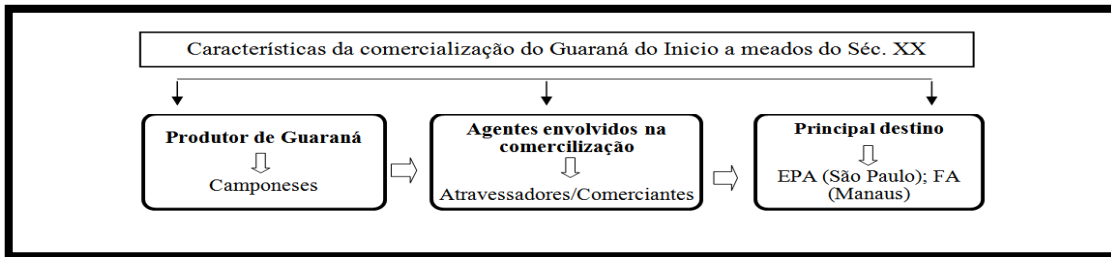 Características da comercialização do Guaraná do Inicio a meados do Séc. XX
Produtor de Guaraná
Camponeses
Agentes envolvidos na
comercilização
Atravessadores/Comerciantes
Principal destino
EPA (São Paulo); FA
(Manaus)